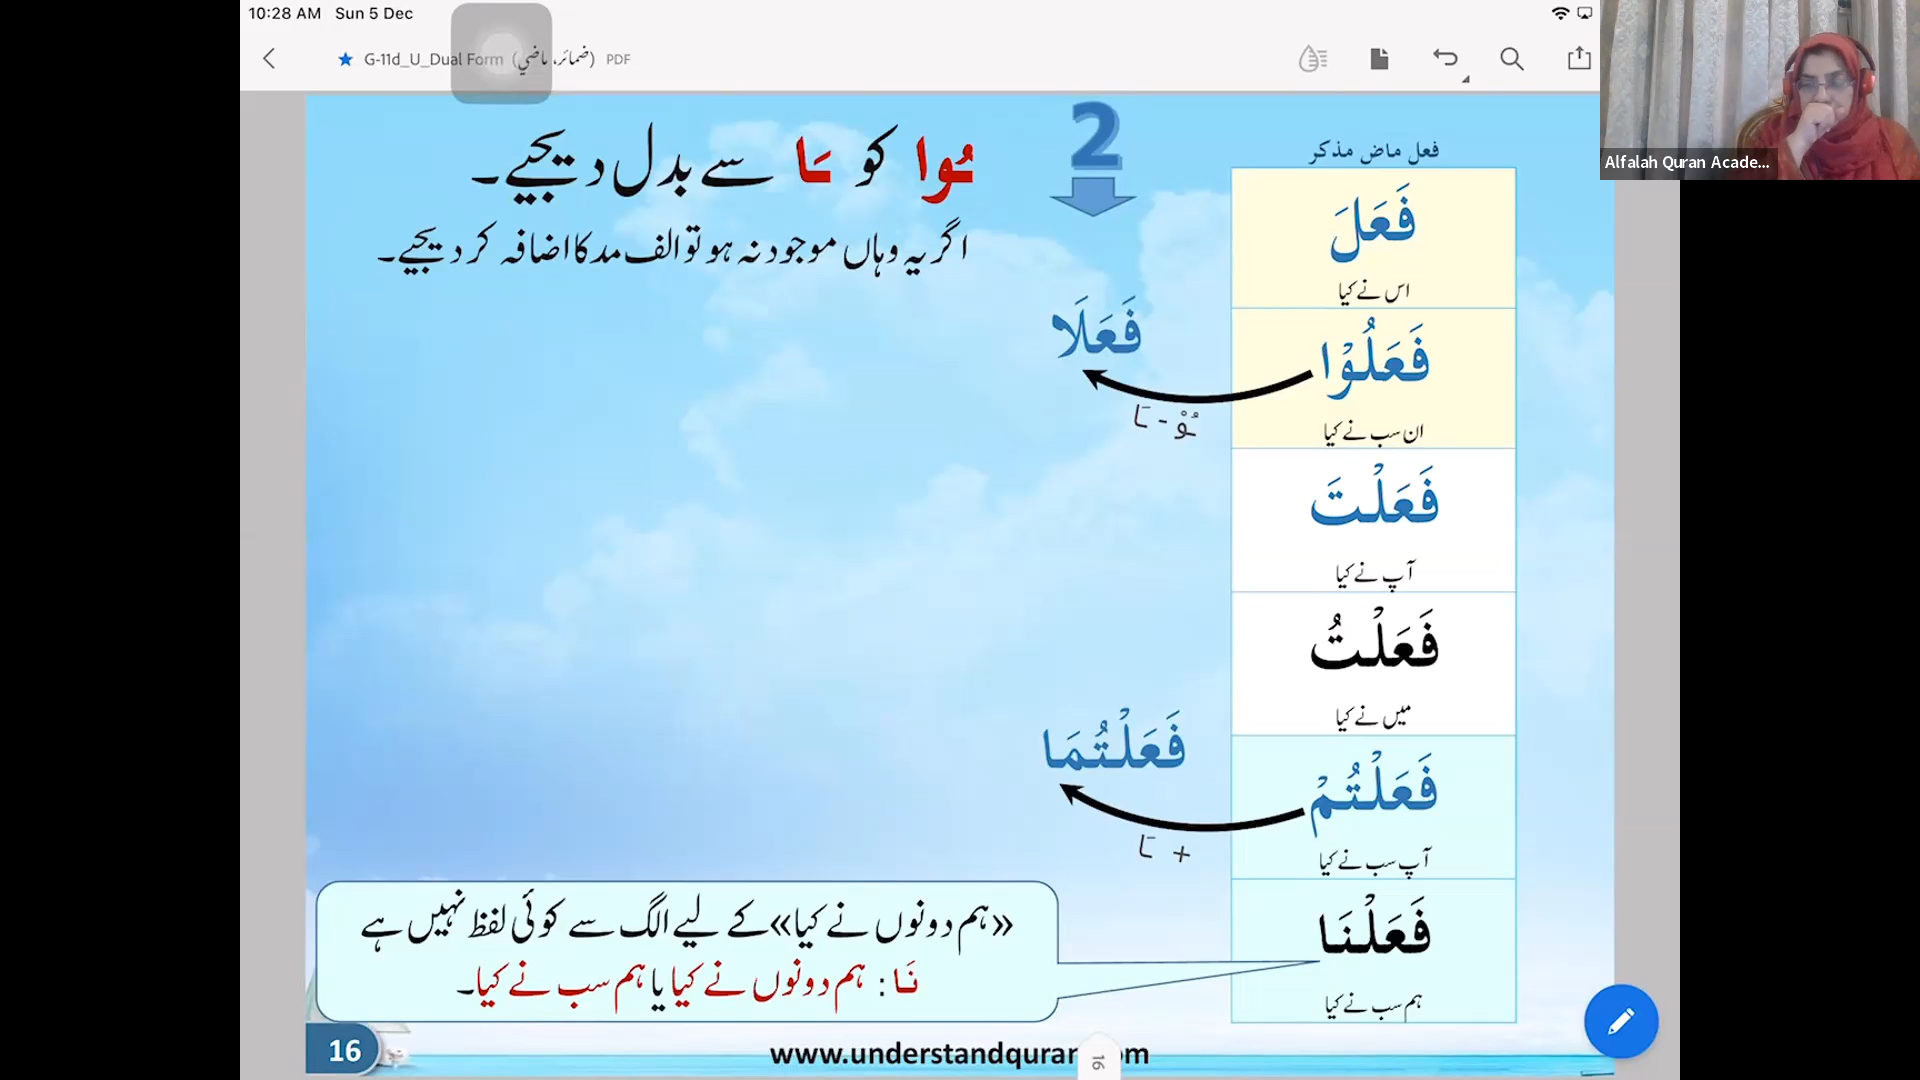 10:28 AM Sun 5 Dec
G-11d_U_Dual Form (ضمائر، ماضي) PDF
Alfalah Quran Acade...
ـُوا کو ـَا سے بدل دیجیے۔
اگر یہ وہاں موجود نہ ہو تو الف مد کا اضافہ کر دیجیے۔
2
فعل ماض مذکر
فَعَلَ
اس نے کیا
فَعَلُوْا
ان سب نے کیا
فَعَلَا
ـُوْ - ـَا
فَعَلْتَ
آپ نے کیا
فَعَلْتُ
میں نے کیا
فَعَلْتُمْ
آپ سب نے کیا
فَعَلْتُمَا
+ ـَا
فَعَلْنَا
ہم سب نے کیا
«ہم دونوں نے کیا» کے لیے الگ سے کوئی لفظ نہیں ہے
نَا : ہم دونوں نے کیا یا ہم سب نے کیا۔
16
www.understandquran.com
16